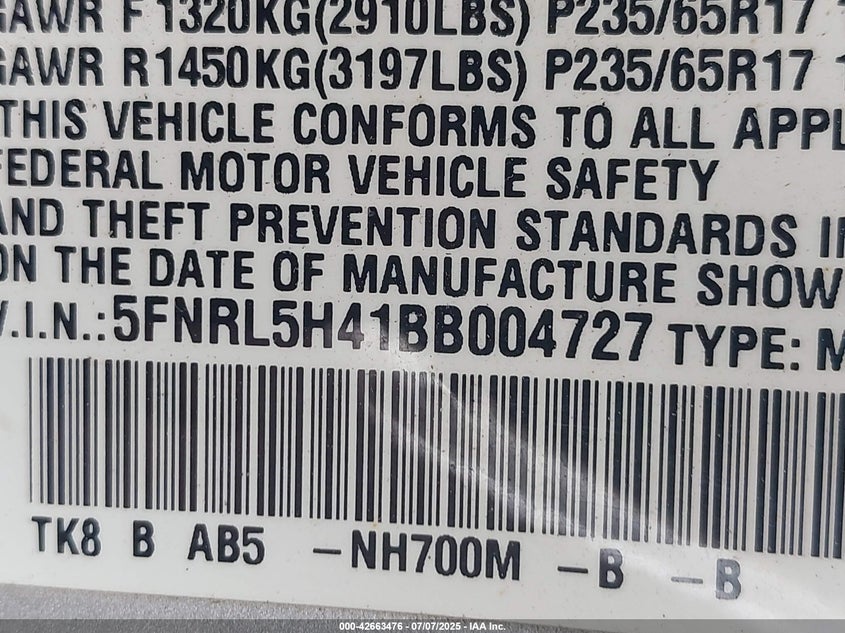 GAWR F 1320KG(2910LBS) P235/65R17 1
GAWR R1450KG(3197LBS) P235/65R17 1
THIS VEHICLE CONFORMS TO ALL APPL
FEDERAL MOTOR VEHICLE SAFETY
AND THEFT PREVENTION STANDARDS I
ON THE DATE OF MANUFACTURE SHOW
V.I.N.:5FNRL5H41BB004727 TYPE: M
TK8 B AB5 -NH700M -B -B
000-42663476 - 07/07/2025 - IAA Inc.